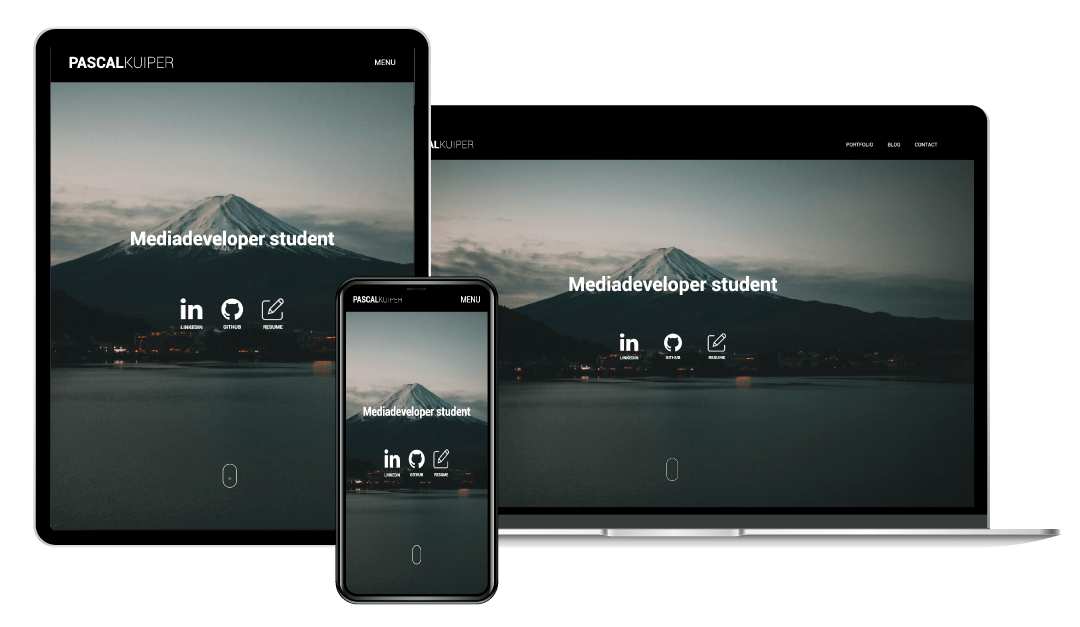 PASCALKUIPER
MENU
Mediadeveloper student
LINKEDIN
GITHUB
RESUME
ALKUIPER
PORTFOLIO
BLOG
CONTACT
Mediadeveloper student
LINKEDIN
GITHUB
RESUME
PASCALKUIPER
MENU
Mediadeveloper student
LINKEDIN
GITHUB
RESUME